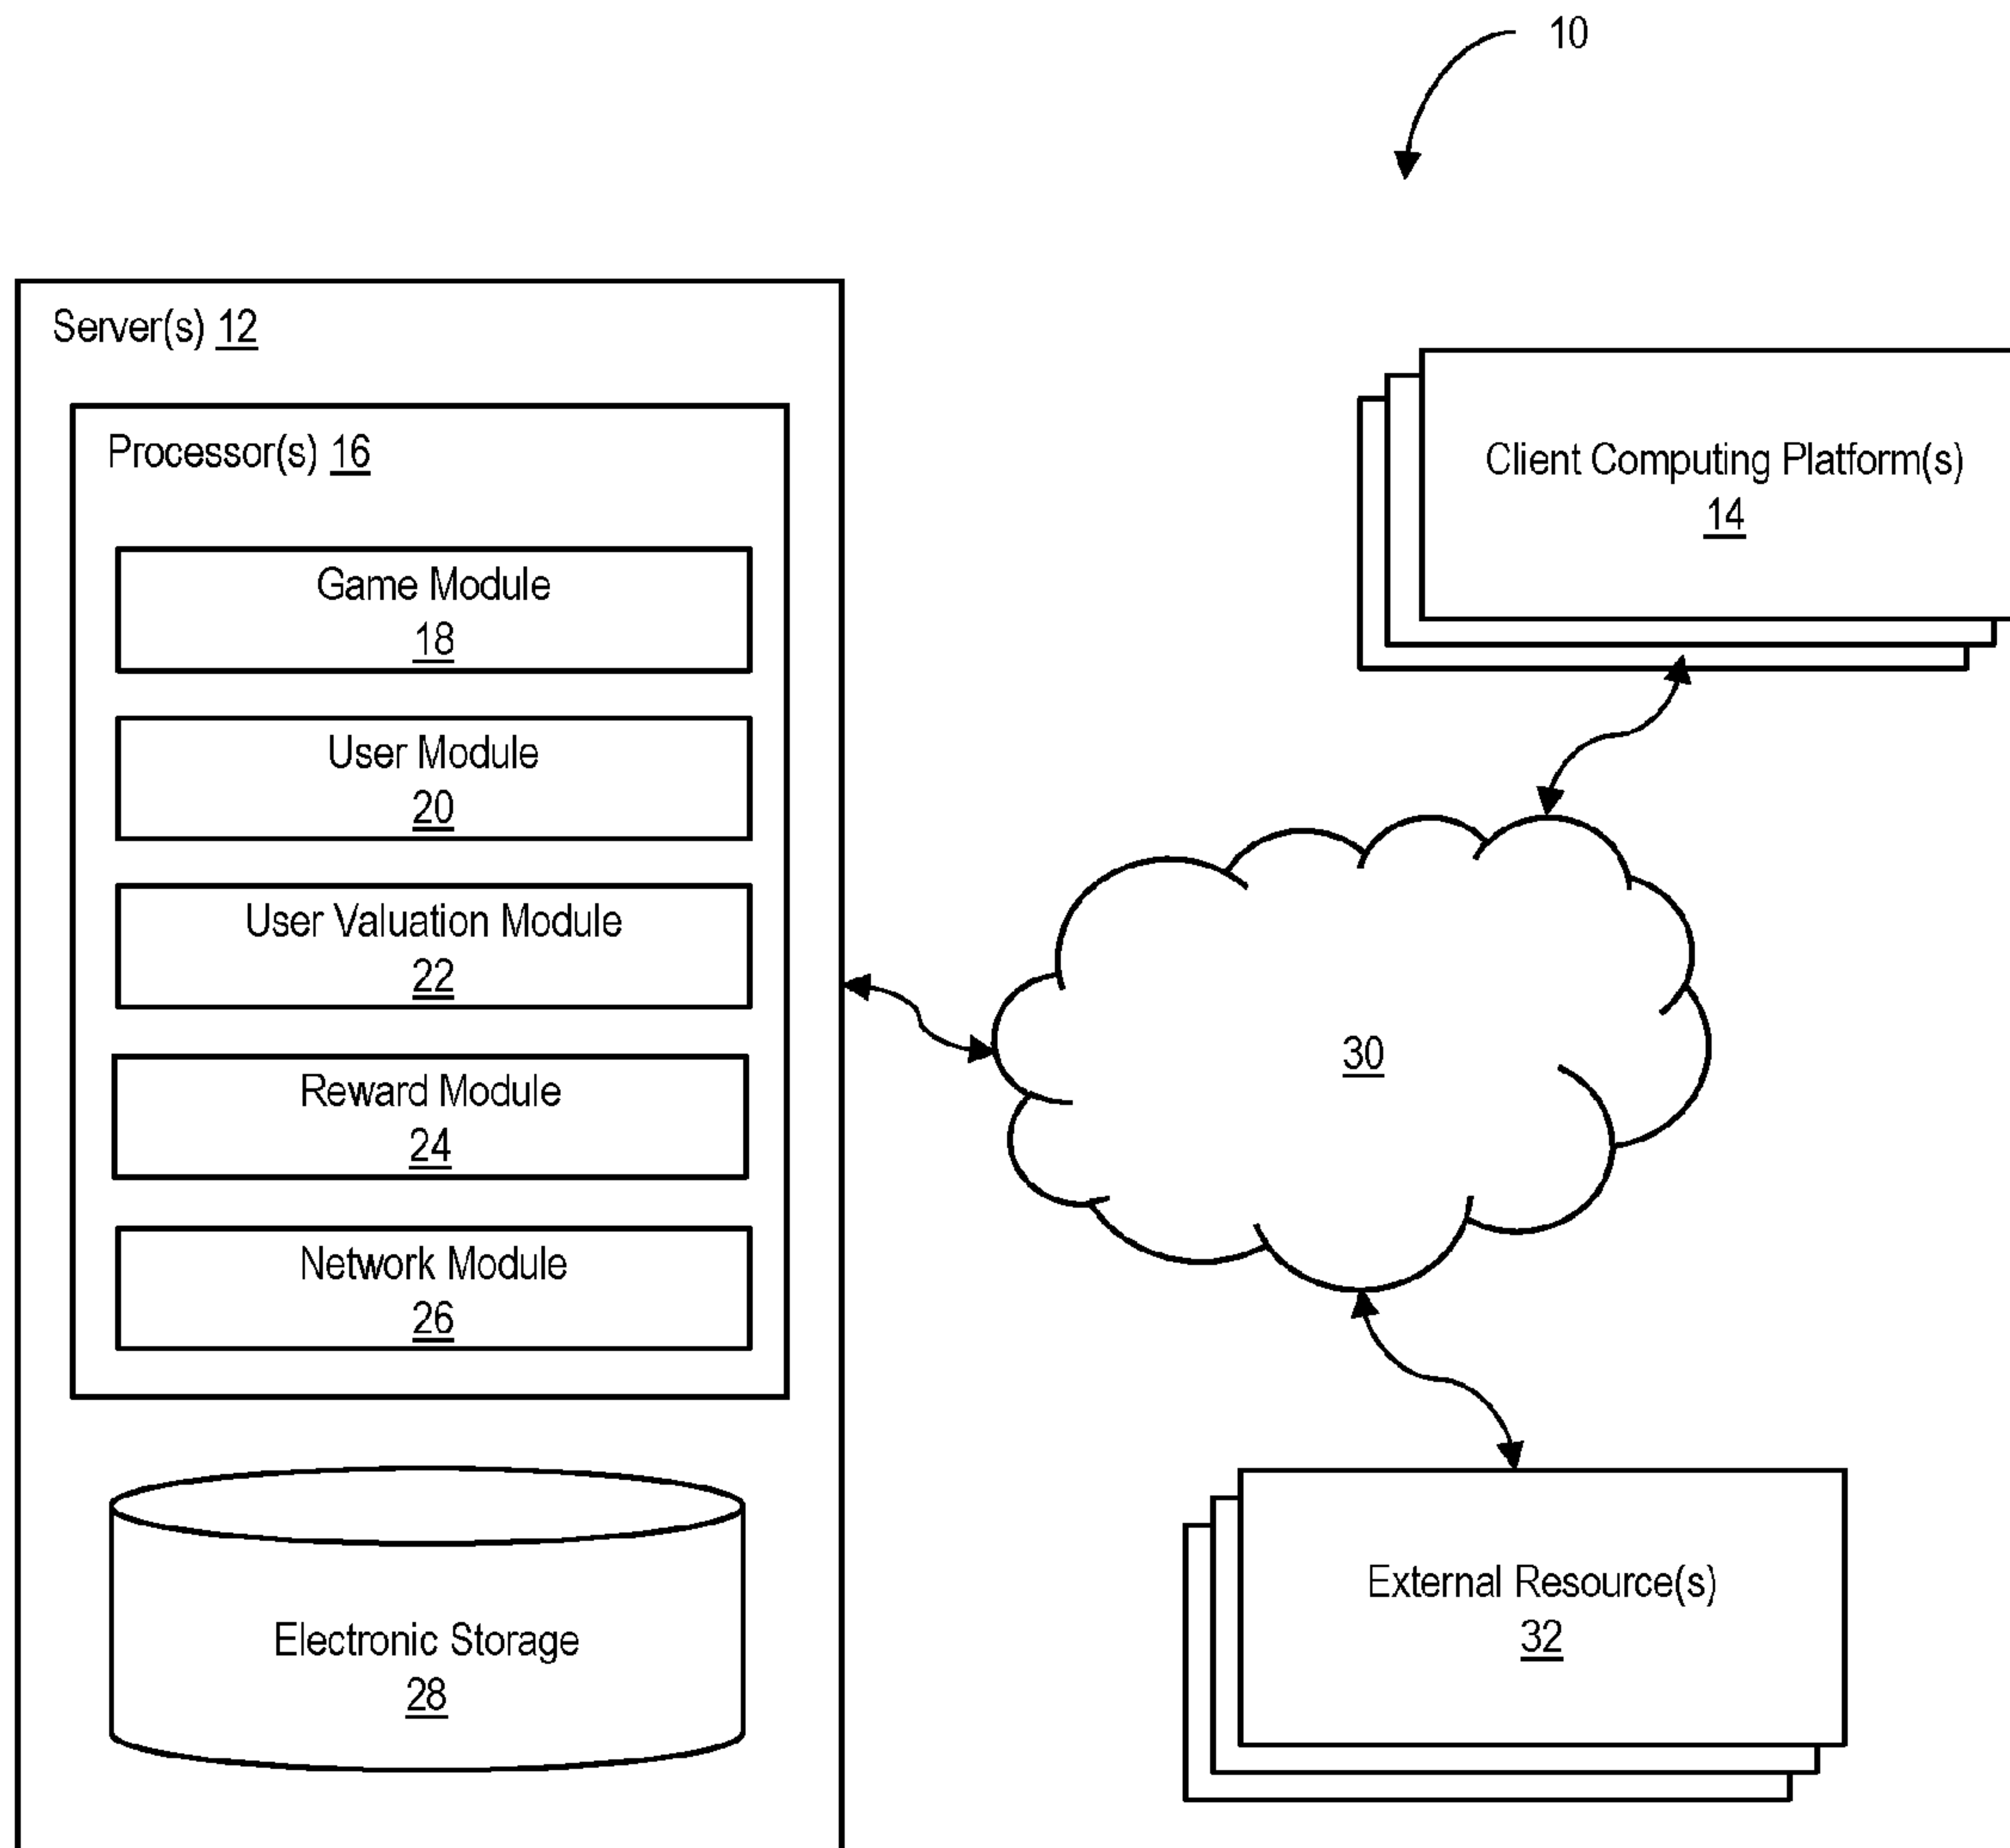 10
Server(s) 12
Processor(s) 16
Game Module
18
User Module
20
User Valuation Module
22
Reward Module
24
Network Module
26
Electronic Storage
28
Client Computing Platform(s)
14
30
External Resource(s)
32